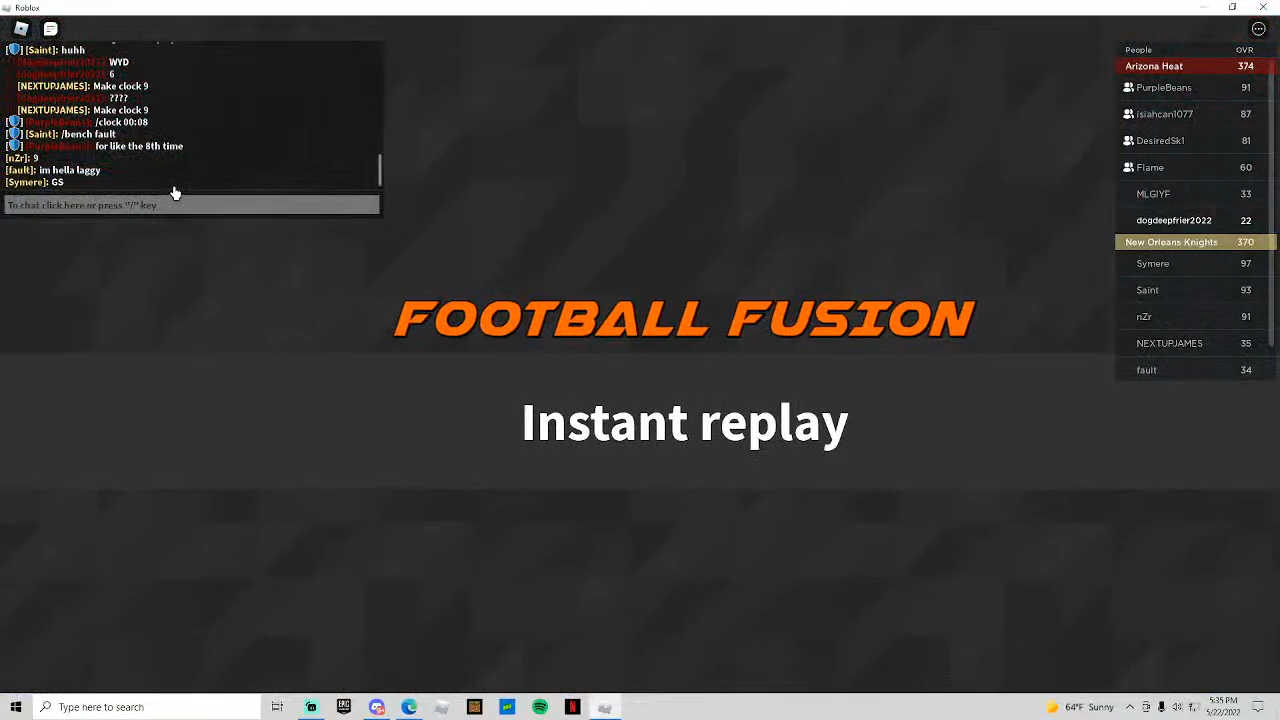 Roblox
[Saint]: huhh
WYD
6
[NEXTUPJAMES]: Make clock 9
????
[NEXTUPJAMES]: Make clock 9
[PurpleBeans]: /clock 00:08
[Saint]: /bench fault
[PurpleBeans]: for like the 8th time
[nZr]: 9
[fault]: im hella laggy
[Symere]: GS
To chat click here or press "/" key
People OVR
Arizona Heat 374
PurpleBeans 91
isiahcan1077 87
DesiredSk1 81
Flame 60
MLGIYF 33
dogdeepfrier2022 22
New Orleans Knights 370
Symere 97
Saint 93
nZr 91
NEXTUPJAMES 35
fault 34
FOOTBALL FUSION
Instant replay
Type here to search
EPIC
N
64°F Sunny
5:35 PM